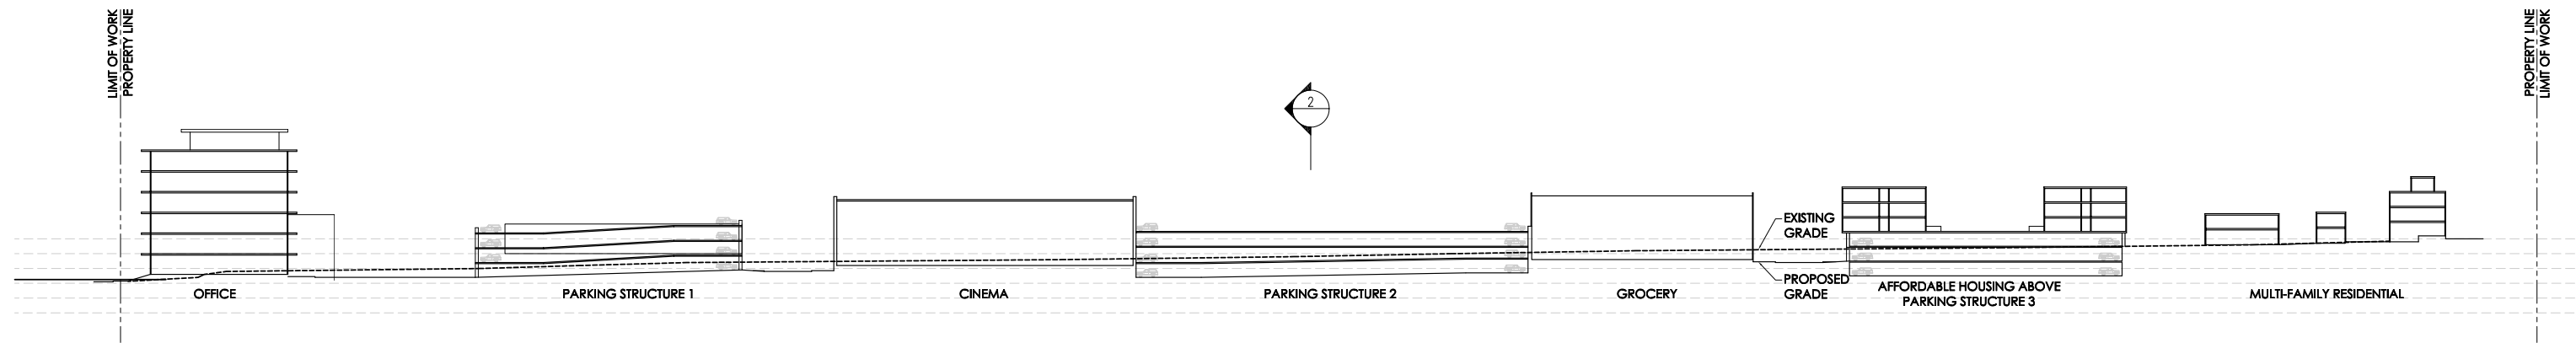 LIMIT OF WORK
PROPERTY LINE
PROPERTY LINE
LIMIT OF WORK
2
EXISTING
GRADE
PROPOSED
GRADE
OFFICE
PARKING STRUCTURE 1
CINEMA
PARKING STRUCTURE 2
GROCERY
AFFORDABLE HOUSING ABOVE
PARKING STRUCTURE 3
MULTI-FAMILY RESIDENTIAL